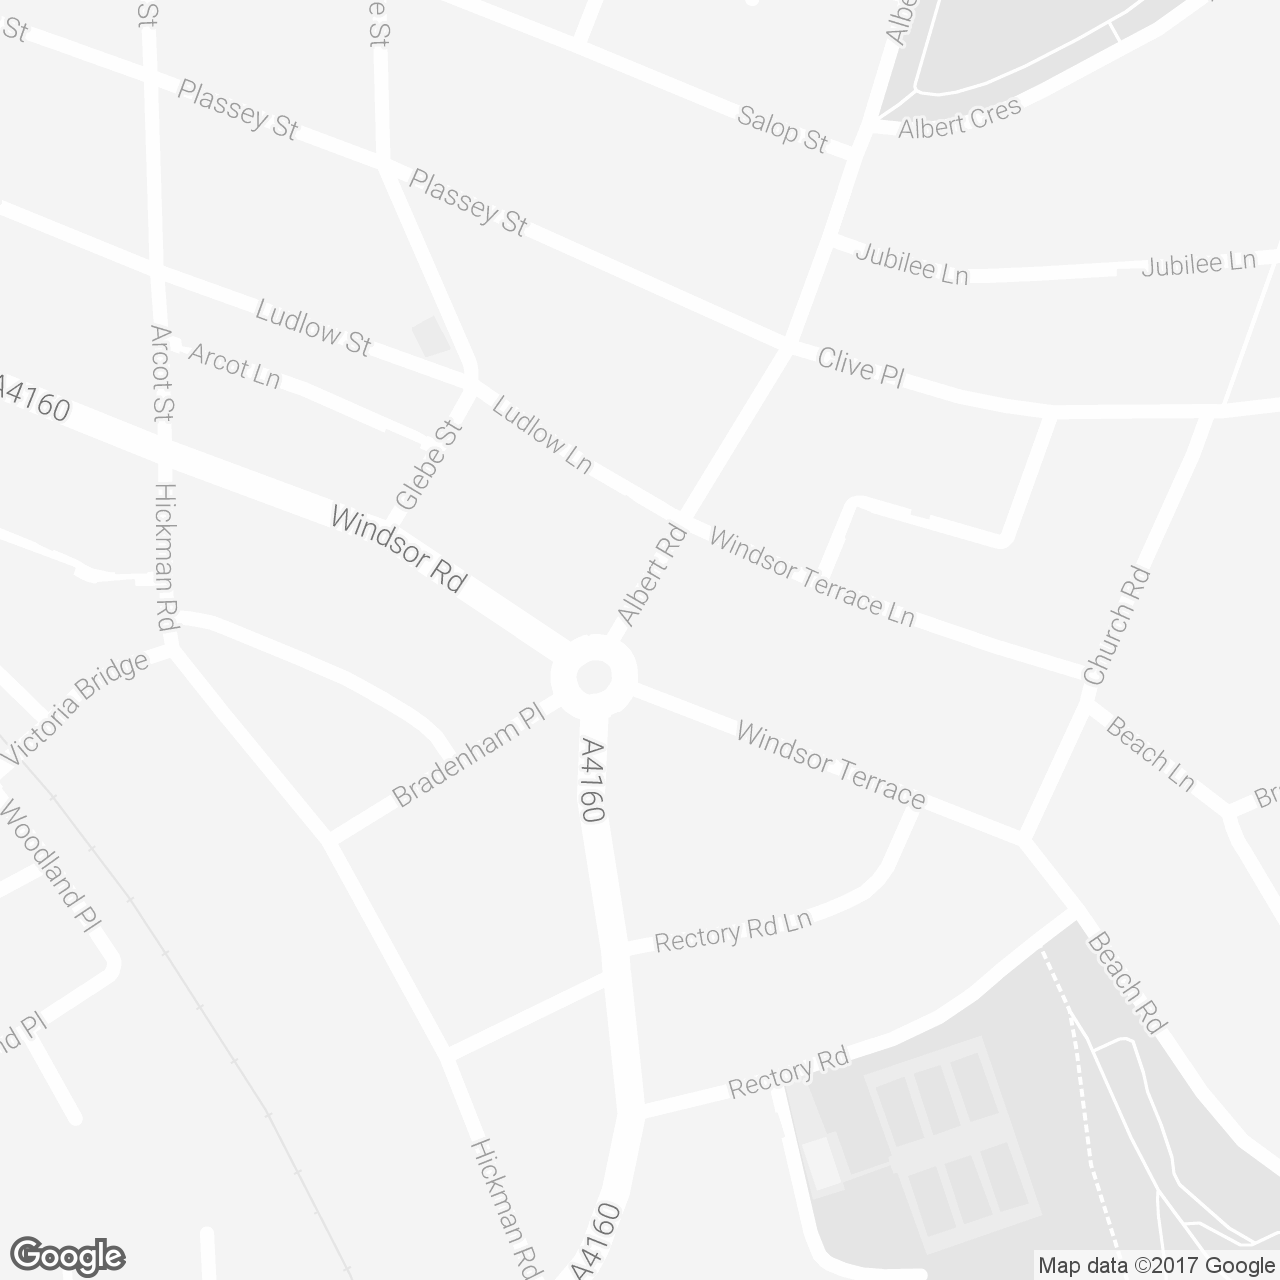 St
St
e St
Albe
Plassey St
Salop St
Albert Cres
Plassey St
Jubilee Ln
Jubilee Ln
Ludlow St
Arcot St
Arcot Ln
Clive Pl
A4160
Ludlow Ln
Glebe St
Hickman Rd
Windsor Rd
Albert Rd
Windsor Terrace Ln
Church Rd
Victoria Bridge
Bradenham Pl
Windsor Terrace
Beach Ln
A4160
Br
Woodland Pl
Rectory Rd Ln
Beach Rd
nd Pl
Rectory Rd
Hickman Rd
A4160
Google
Map data ©2017 Google